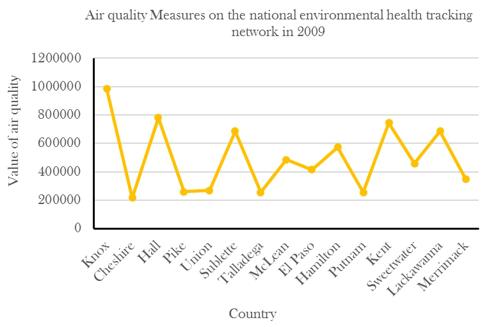 Air quality Measures on the national environmental health tracking
network in 2009
Value of air quality
1200000
1000000
800000
600000
400000
200000
0
Knox
Cheshire
Hall
Pike
Union
Sublette
Talladega
McLean
El Paso
Hamilton
Putnam
Kent
Sweetwater
Lackawanna
Merrimack
Country